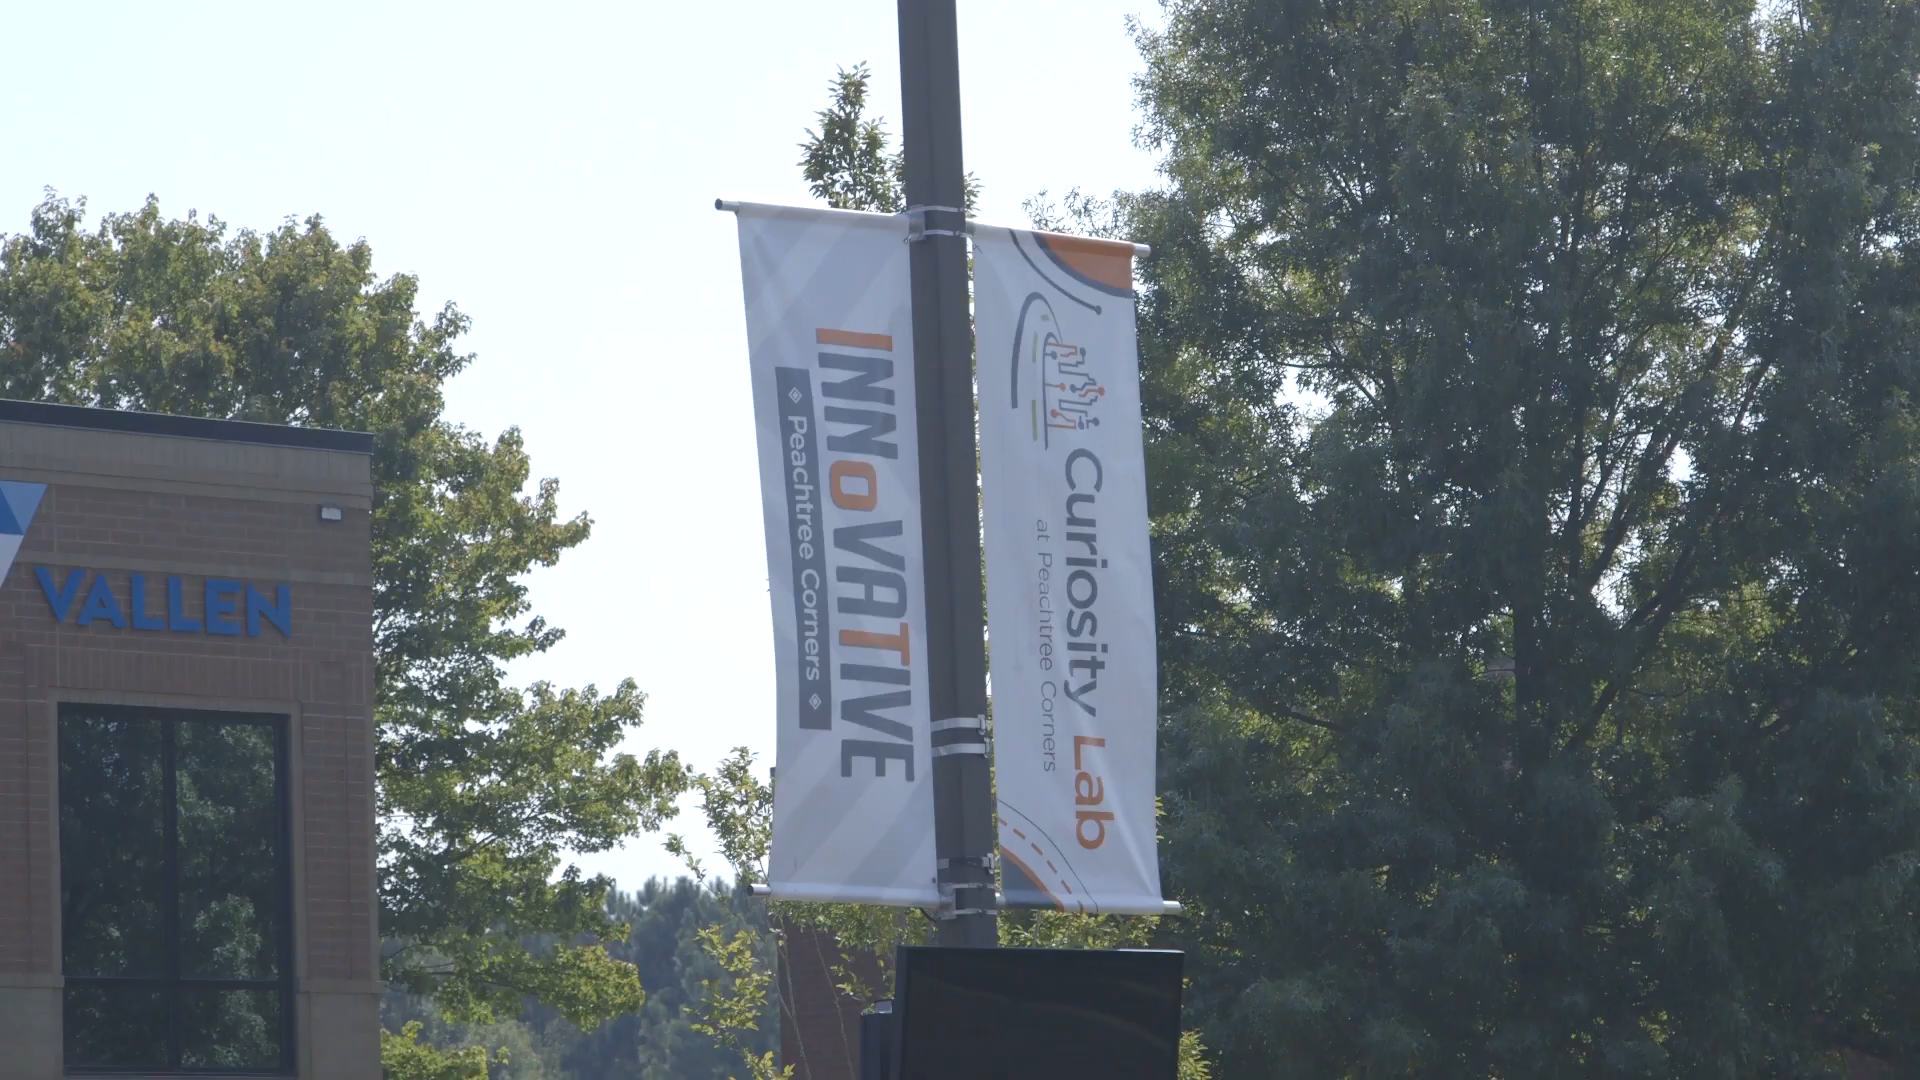 VALLEN
INNOVATIVE
Peachtree Corners
Curiosity Lab
at Peachtree Corners